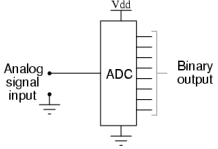 Vdd
Analog
signal
input
ADC
Binary
output